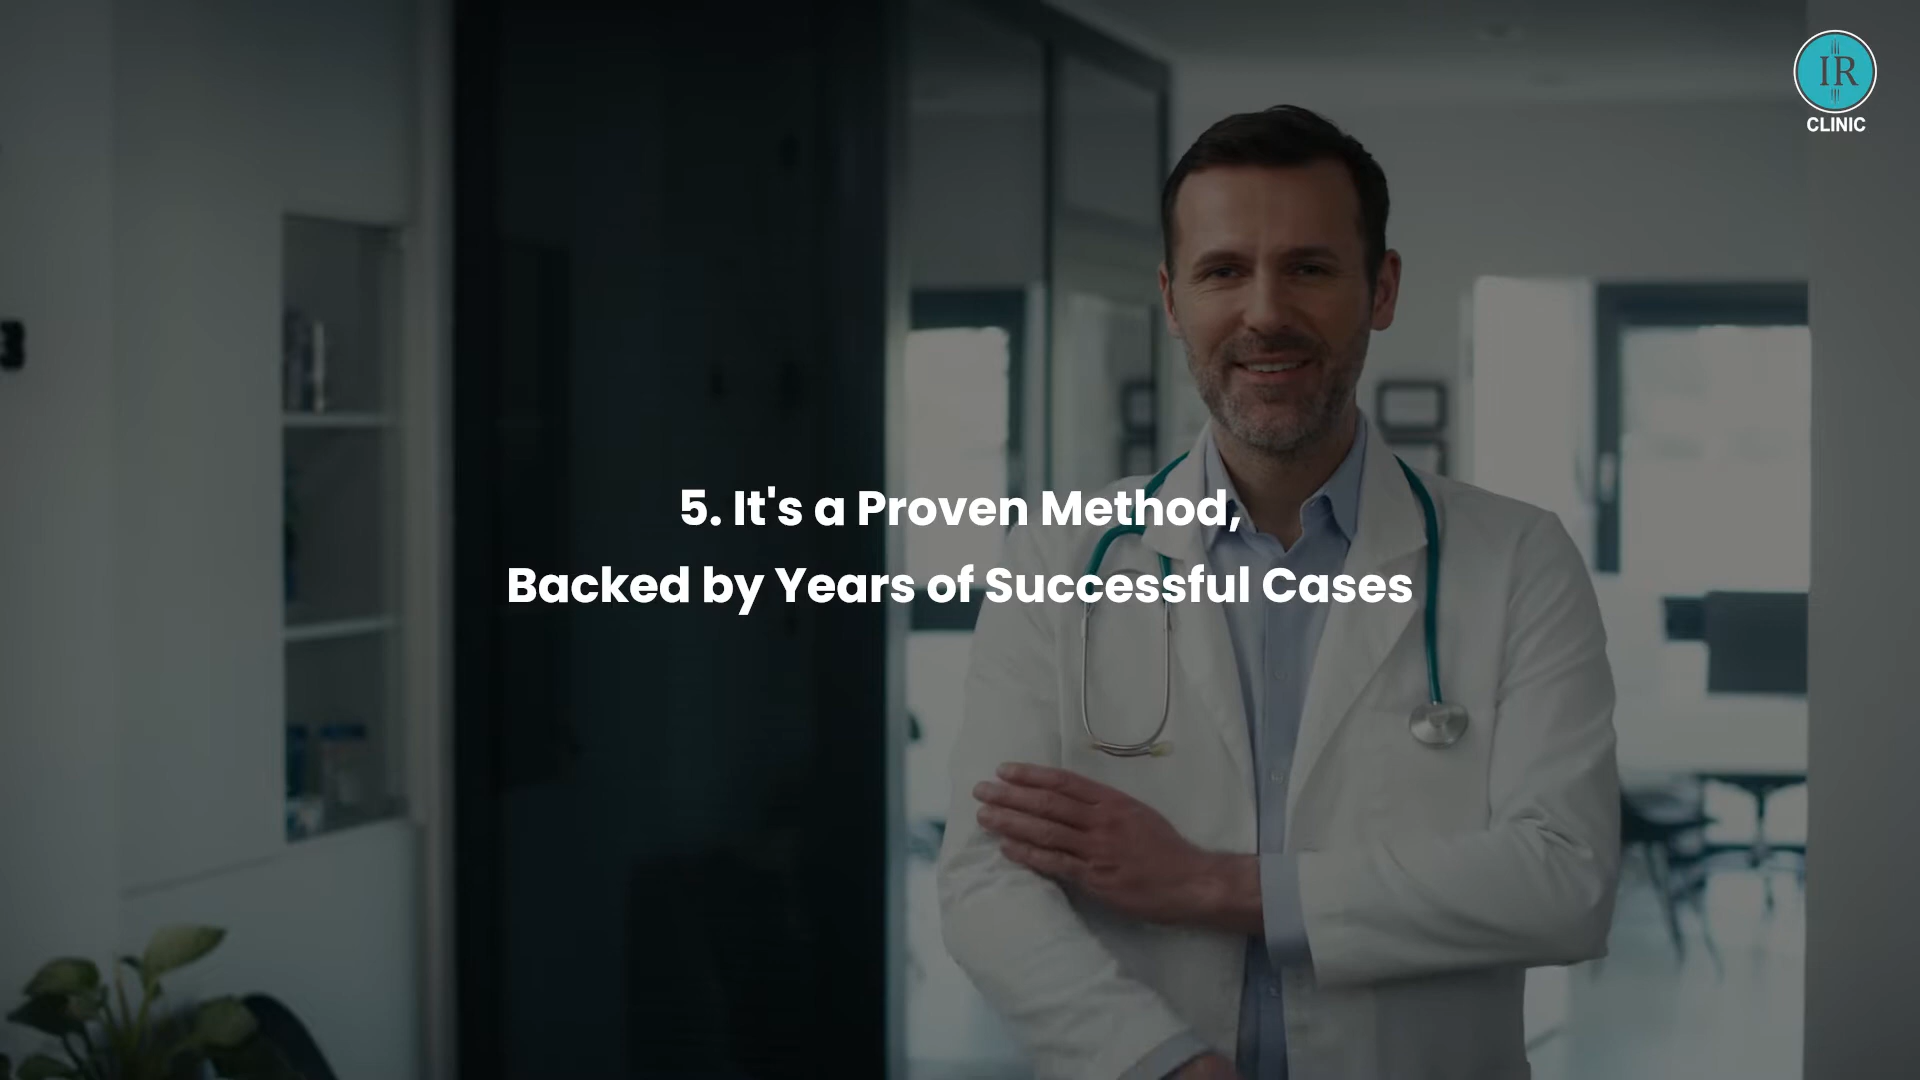 IR
CLINIC
5. It's a Proven Method,
Backed by Years of Successful Cases